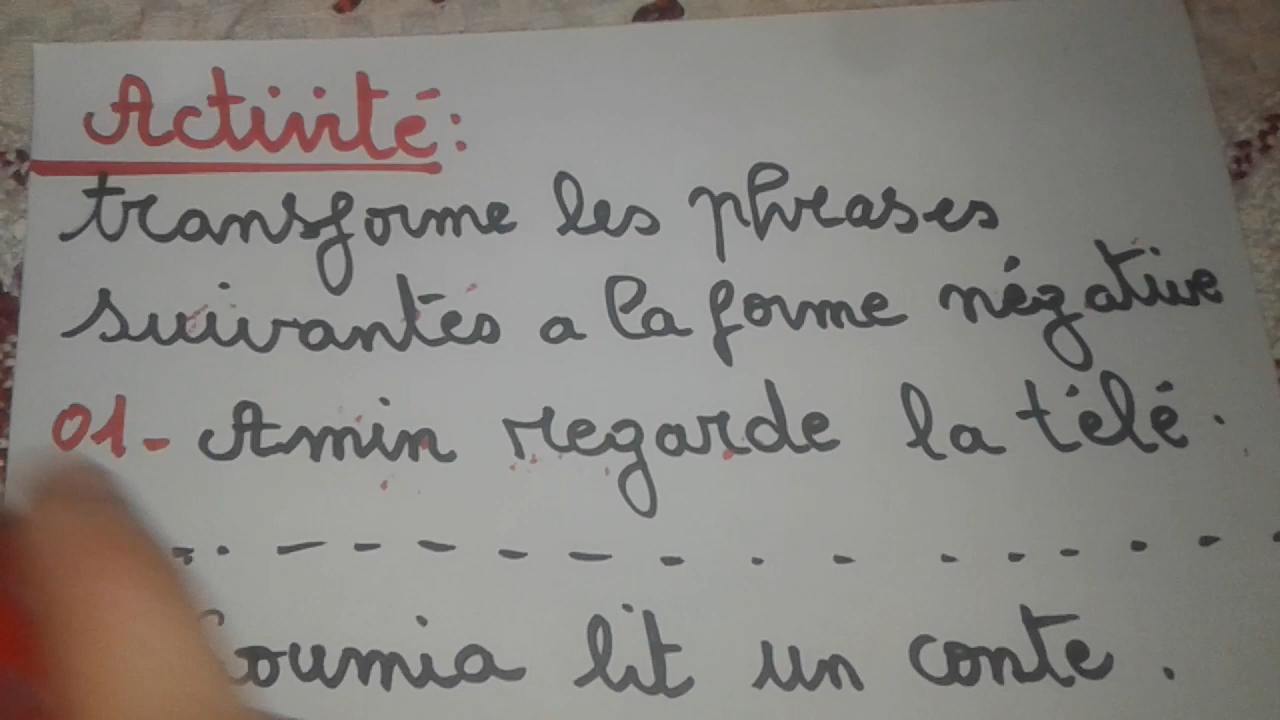 Activité:
transforme les phrases
suivantes a la forme négative
01- Amin regarde la télé.
lit un conte.